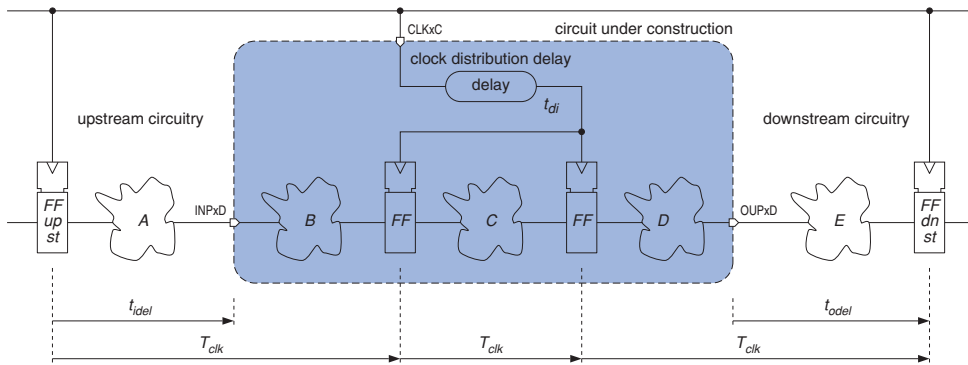 CLKxC
circuit under construction
clock distribution delay
delay
t_di
upstream circuitry
downstream circuitry
FF
up
st
A
INPxD
B
FF
C
FF
D
OUPxD
E
FF
dn
st
t_idel
t_odel
T_clk
T_clk
T_clk